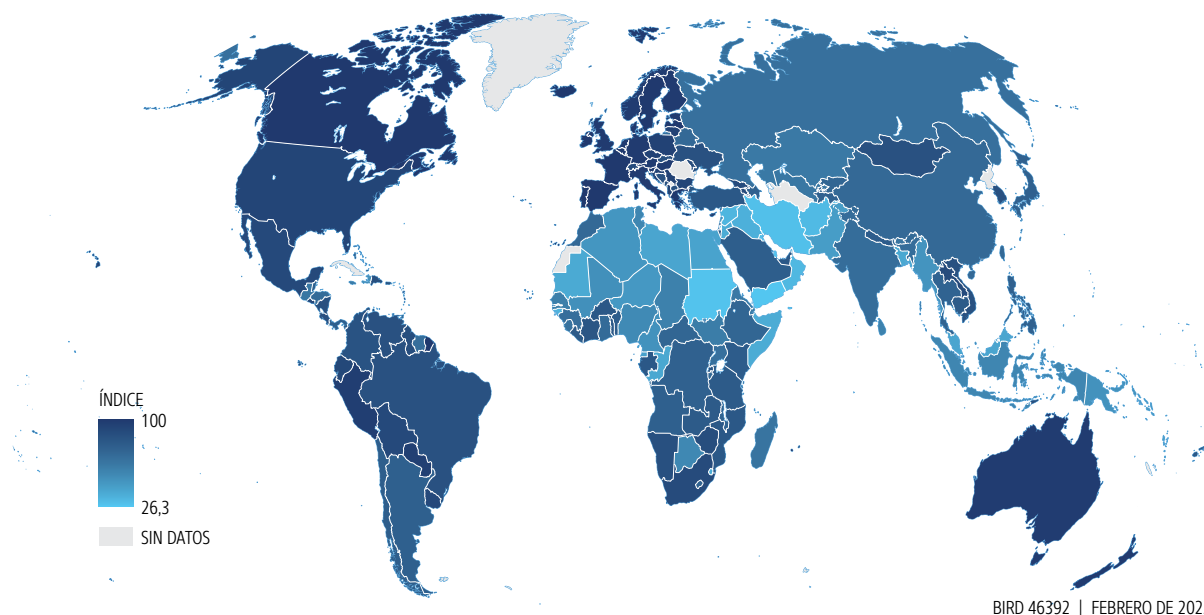 ÍNDICE
100
26,3
SIN DATOS
BIRD 46392 | FEBRERO DE 202